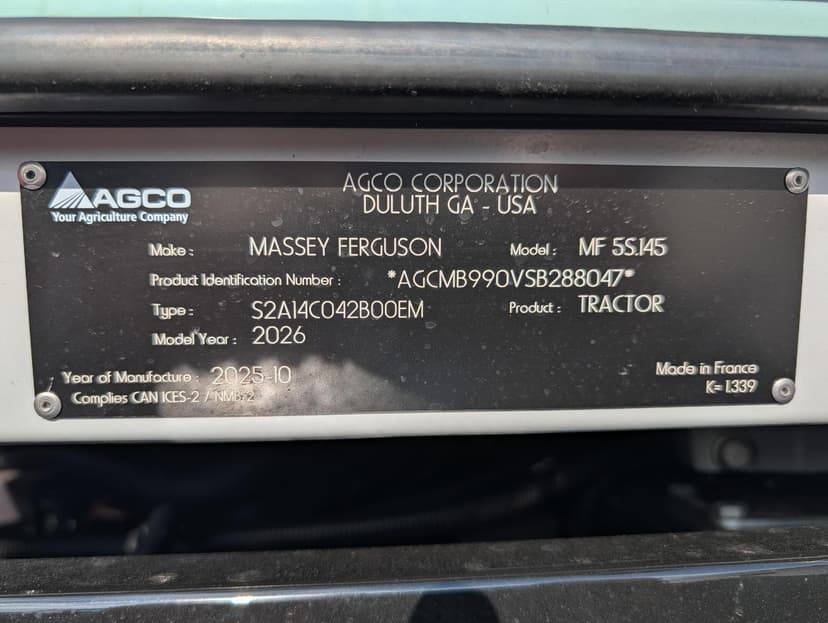 AGCO
Your Agriculture Company
AGCO CORPORATION
DULUTH GA - USA
Make : MASSEY FERGUSON Model : MF 5S.145
Product Identification Number : *AGCMB990VSB288047*
Type : S2A14C042B00EM Product : TRACTOR
Model Year : 2026
Year of Manufacture : 2025-10 Made in France
Complies CAN ICES-2 / NMB-2 K= 1.339